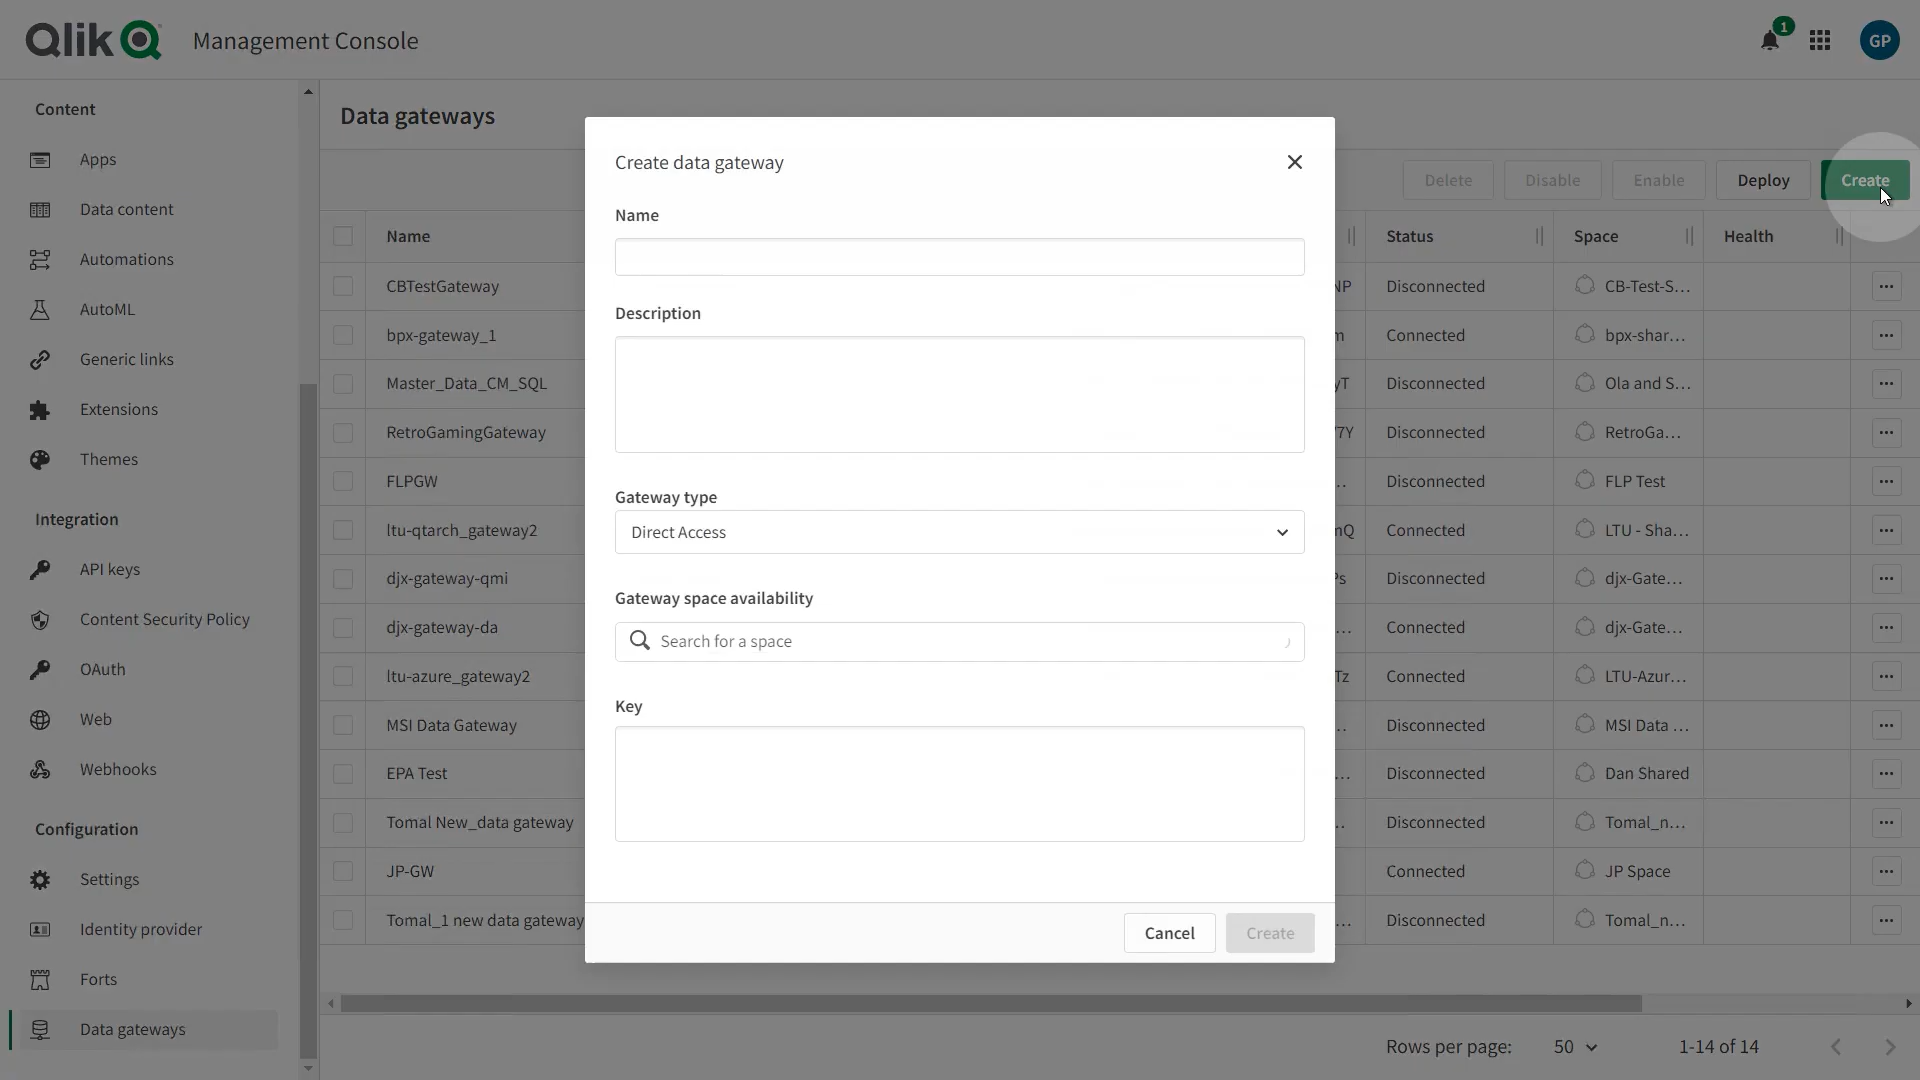 Qlik Management Console 1 GP
Content
Apps
Data content
Automations
AutoML
Generic links
Extensions
Themes
Integration
API keys
Content Security Policy
OAuth
Web
Webhooks
Configuration
Settings
Identity provider
Forts
Data gateways
Data gateways
Delete Disable Enable Deploy Create
Name Status Space Health
CBTestGateway NP Disconnected CB-Test-S...
bpx-gateway_1 Connected bpx-shar...
Master_Data_CM_SQL yT Disconnected Ola and S...
RetroGamingGateway 7Y Disconnected RetroGa...
FLPGW .. Disconnected FLP Test
ltu-qtarch_gateway2 nQ Connected LTU - Sha...
djx-gateway-qmi Ps Disconnected djx-Gate...
djx-gateway-da ... Connected djx-Gate...
ltu-azure_gateway2 Tz Connected LTU-Azur...
MSI Data Gateway .. Disconnected MSI Data ...
EPA Test ... Disconnected Dan Shared
Tomal New_data gateway .. Disconnected Tomal_n...
JP-GW Connected JP Space
Tomal_1 new data gateway ... Disconnected Tomal_n...
Rows per page: 50 1-14 of 14
Create data gateway
Name
Description
Gateway type
Direct Access
Gateway space availability
Search for a space
Key
Cancel Create